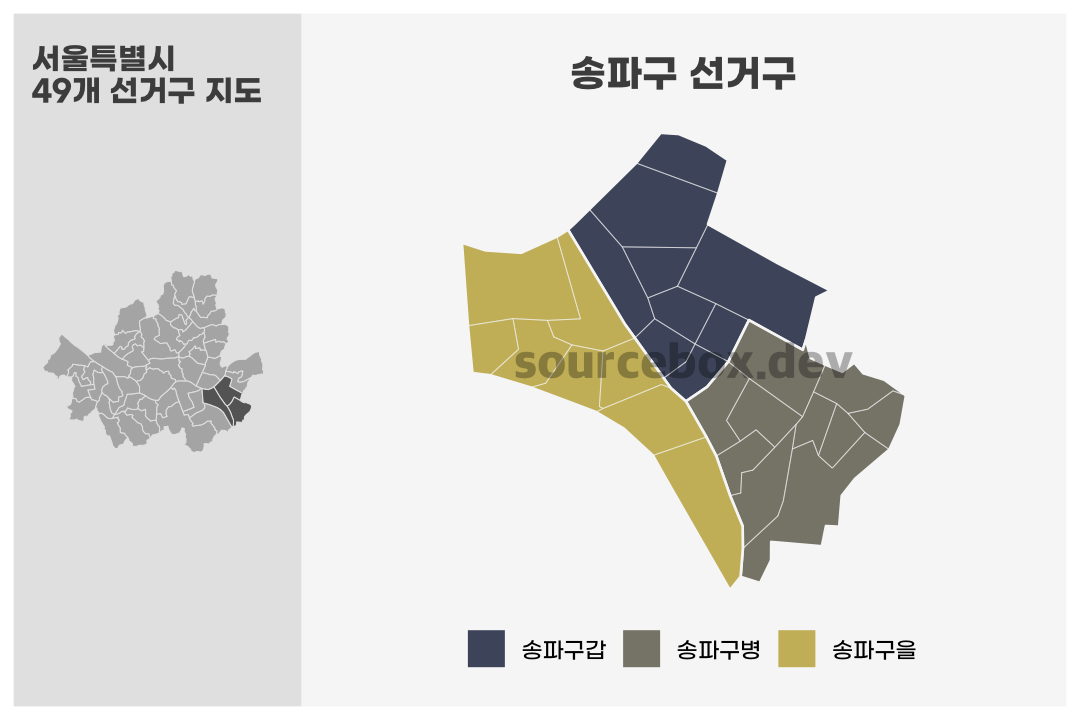 서울특별시
49개 선거구 지도
송파구 선거구
sourcebox.dev
송파구갑
송파구병
송파구을